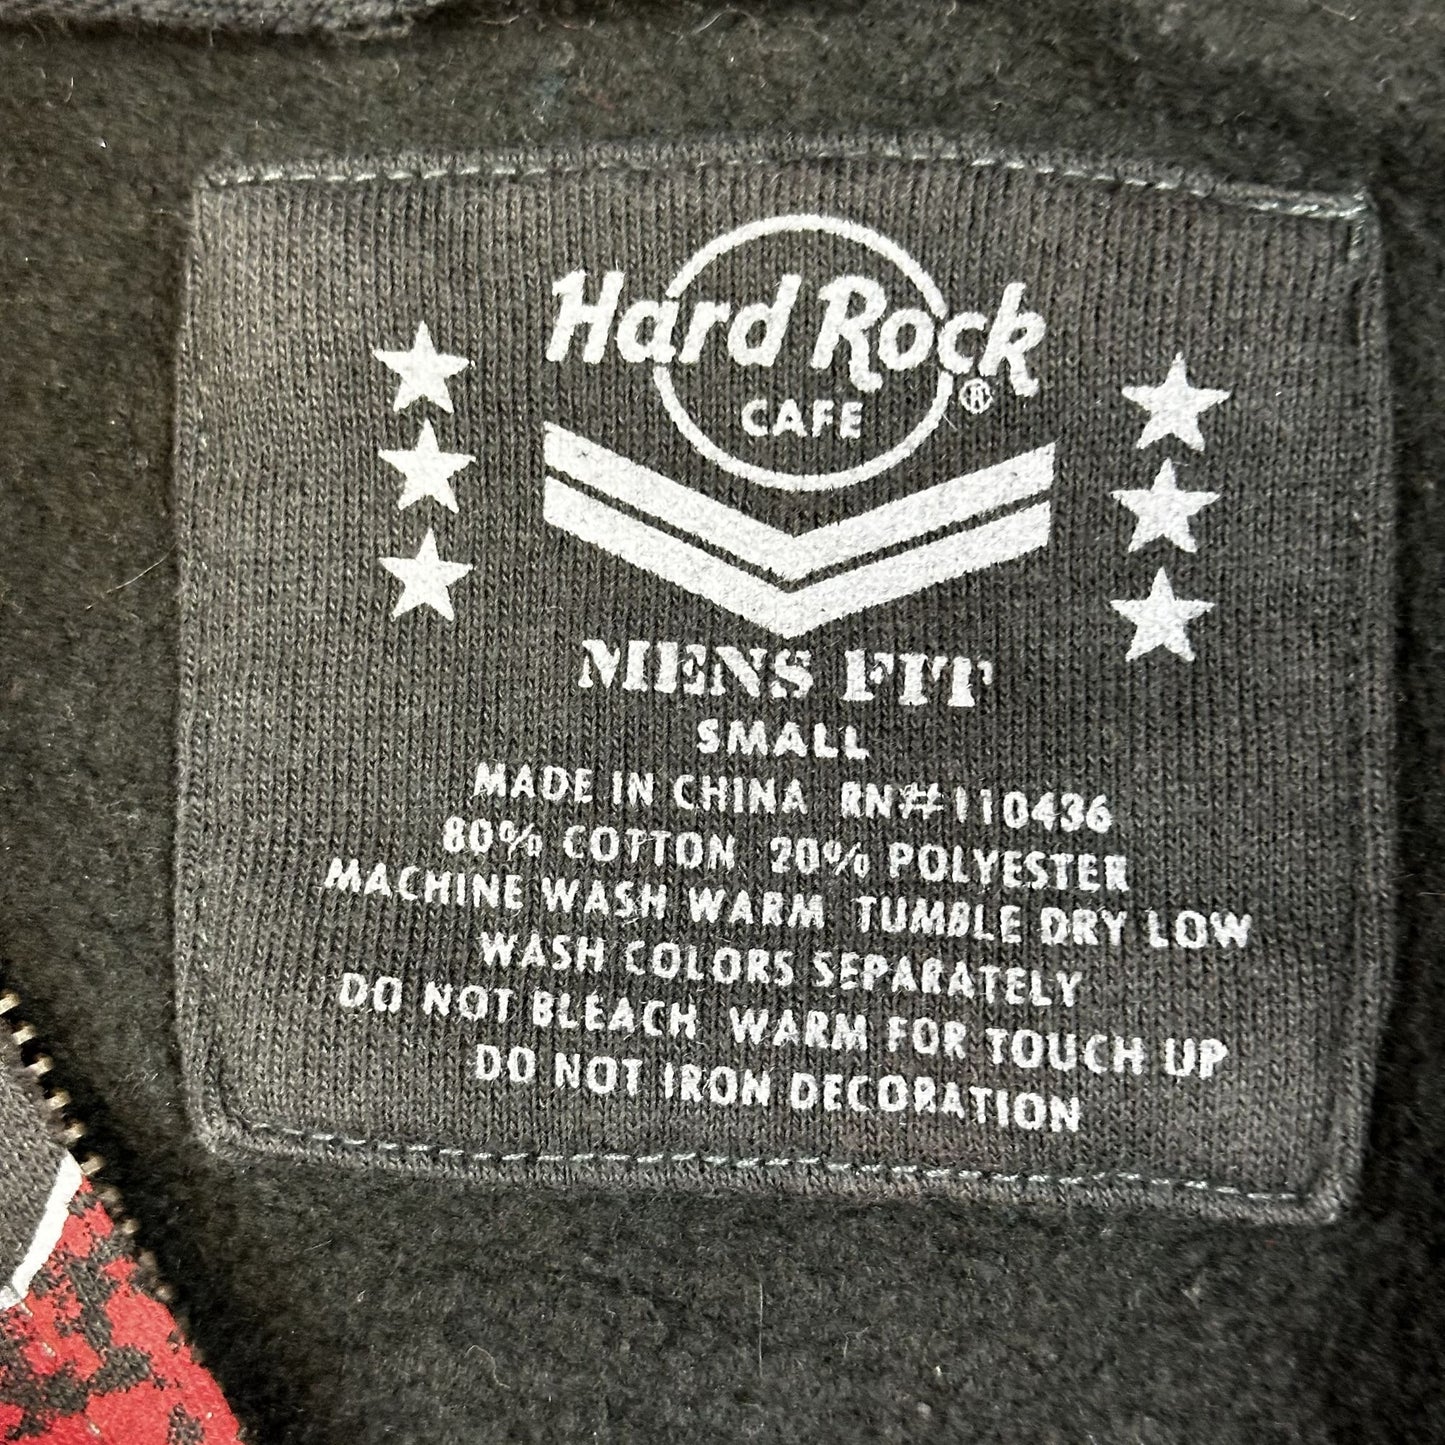 Hard Rock
CAFE
®
MENS FIT
SMALL
MADE IN CHINA RN#110436
80% COTTON 20% POLYESTER
MACHINE WASH WARM TUMBLE DRY LOW
WASH COLORS SEPARATELY
DO NOT BLEACH WARM FOR TOUCH UP
DO NOT IRON DECORATION